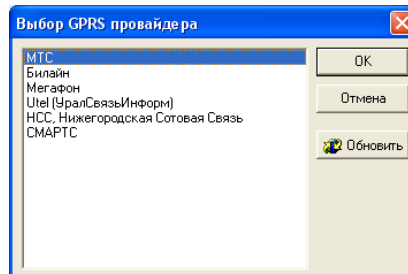 Выбор GPRS провайдера
МТС
Билайн
Мегафон
Utel (УралСвязьИнформ)
НСС, Нижегородская Сотовая Связь
СМАРТС
OK
Отмена
Обновить